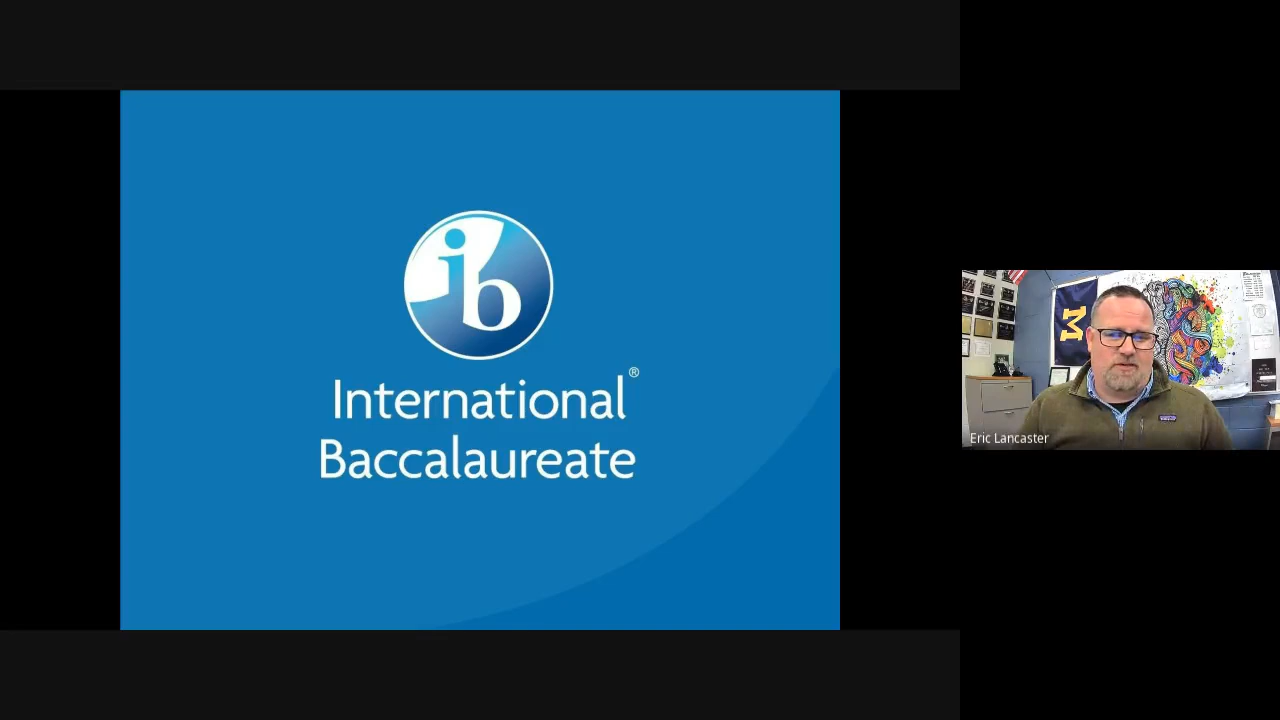 ib
International®
Baccalaureate
M
Eric Lancaster